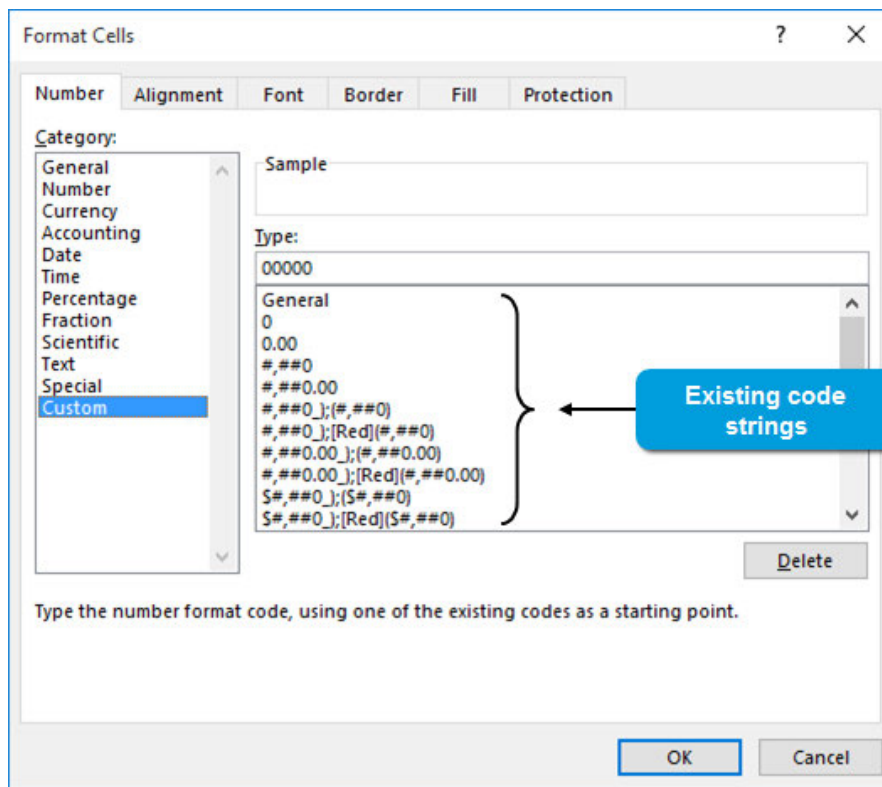 Format Cells
?
Number
Alignment
Font
Border
Fill
Protection
Category:
General
Number
Currency
Accounting
Date
Time
Percentage
Fraction
Scientific
Text
Special
Custom
Sample
Type:
00000
General
0
0.00
#,##0
#,##0.00
#,##0_);(#,##0)
#,##0_);[Red](#,##0)
#,##0.00_);(#,##0.00)
#,##0.00_);[Red](#,##0.00)
$#,##0_);($#,##0)
$#,##0_);[Red]($#,##0)
Existing code
strings
Delete
Type the number format code, using one of the existing codes as a starting point.
OK
Cancel